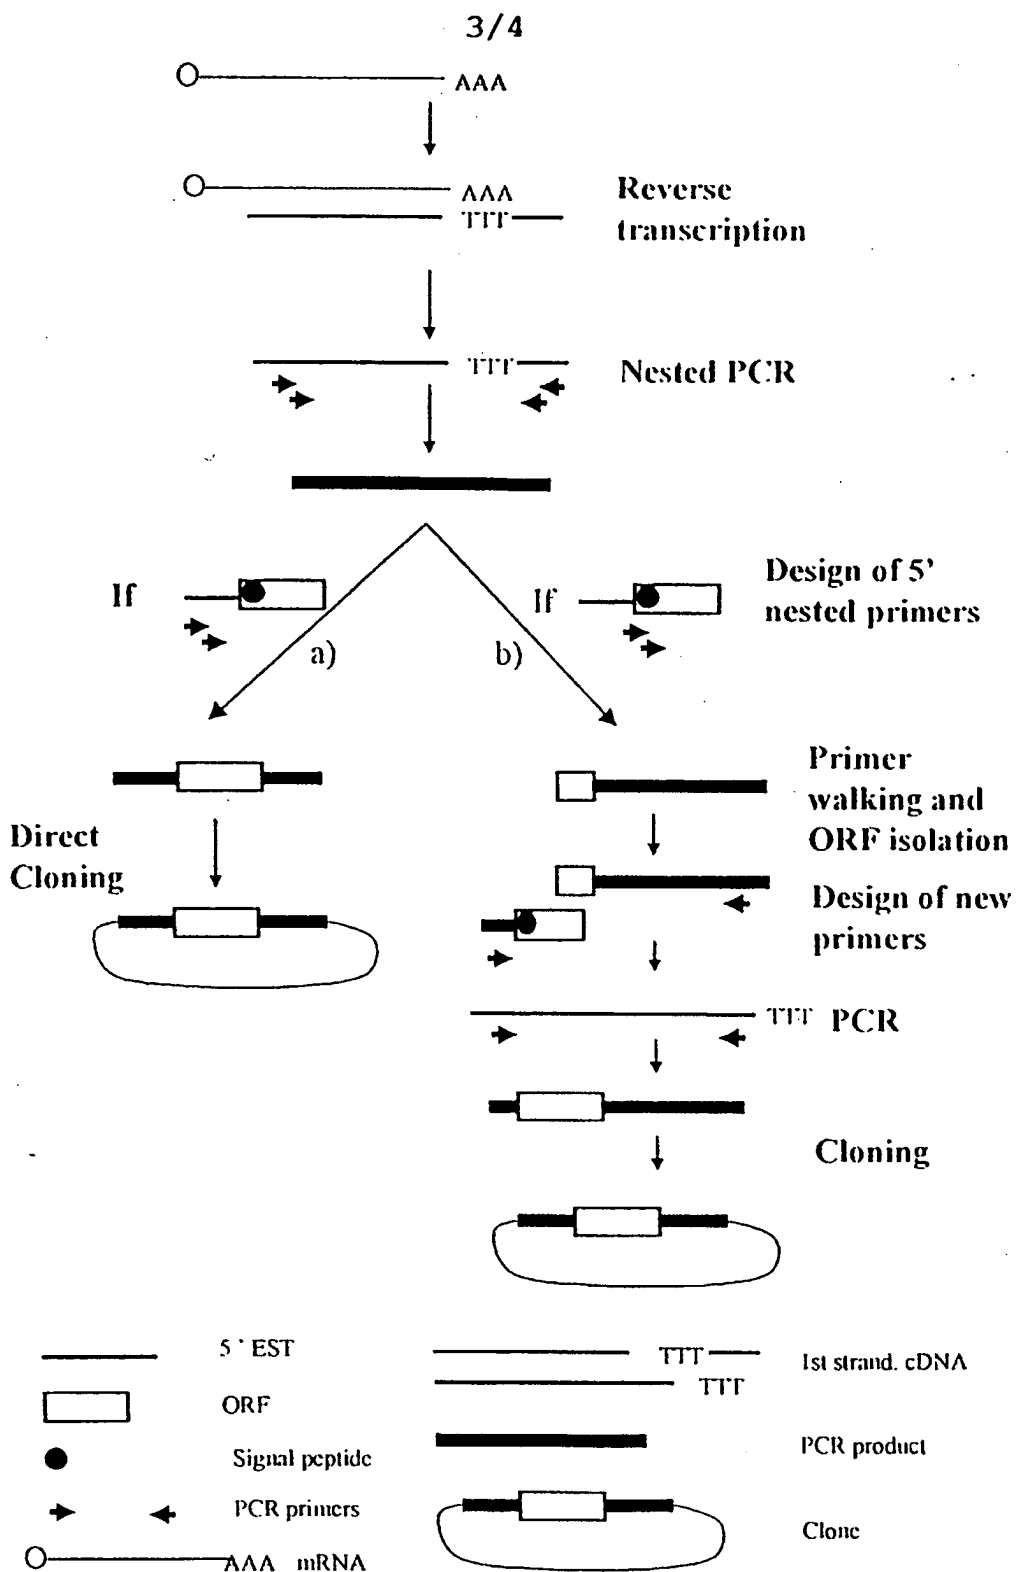 3/4
AAA
AAA
TTT
Reverse
transcription
TTT
Nested PCR
If
If
Design of 5'
nested primers
a)
b)
Primer
walking and
ORF isolation
Direct
Cloning
Design of new
primers
TTT PCR
Cloning
5' EST
TTT
1st strand. cDNA
TTT
ORF
Signal peptide
PCR product
PCR primers
Clone
AAA mRNA